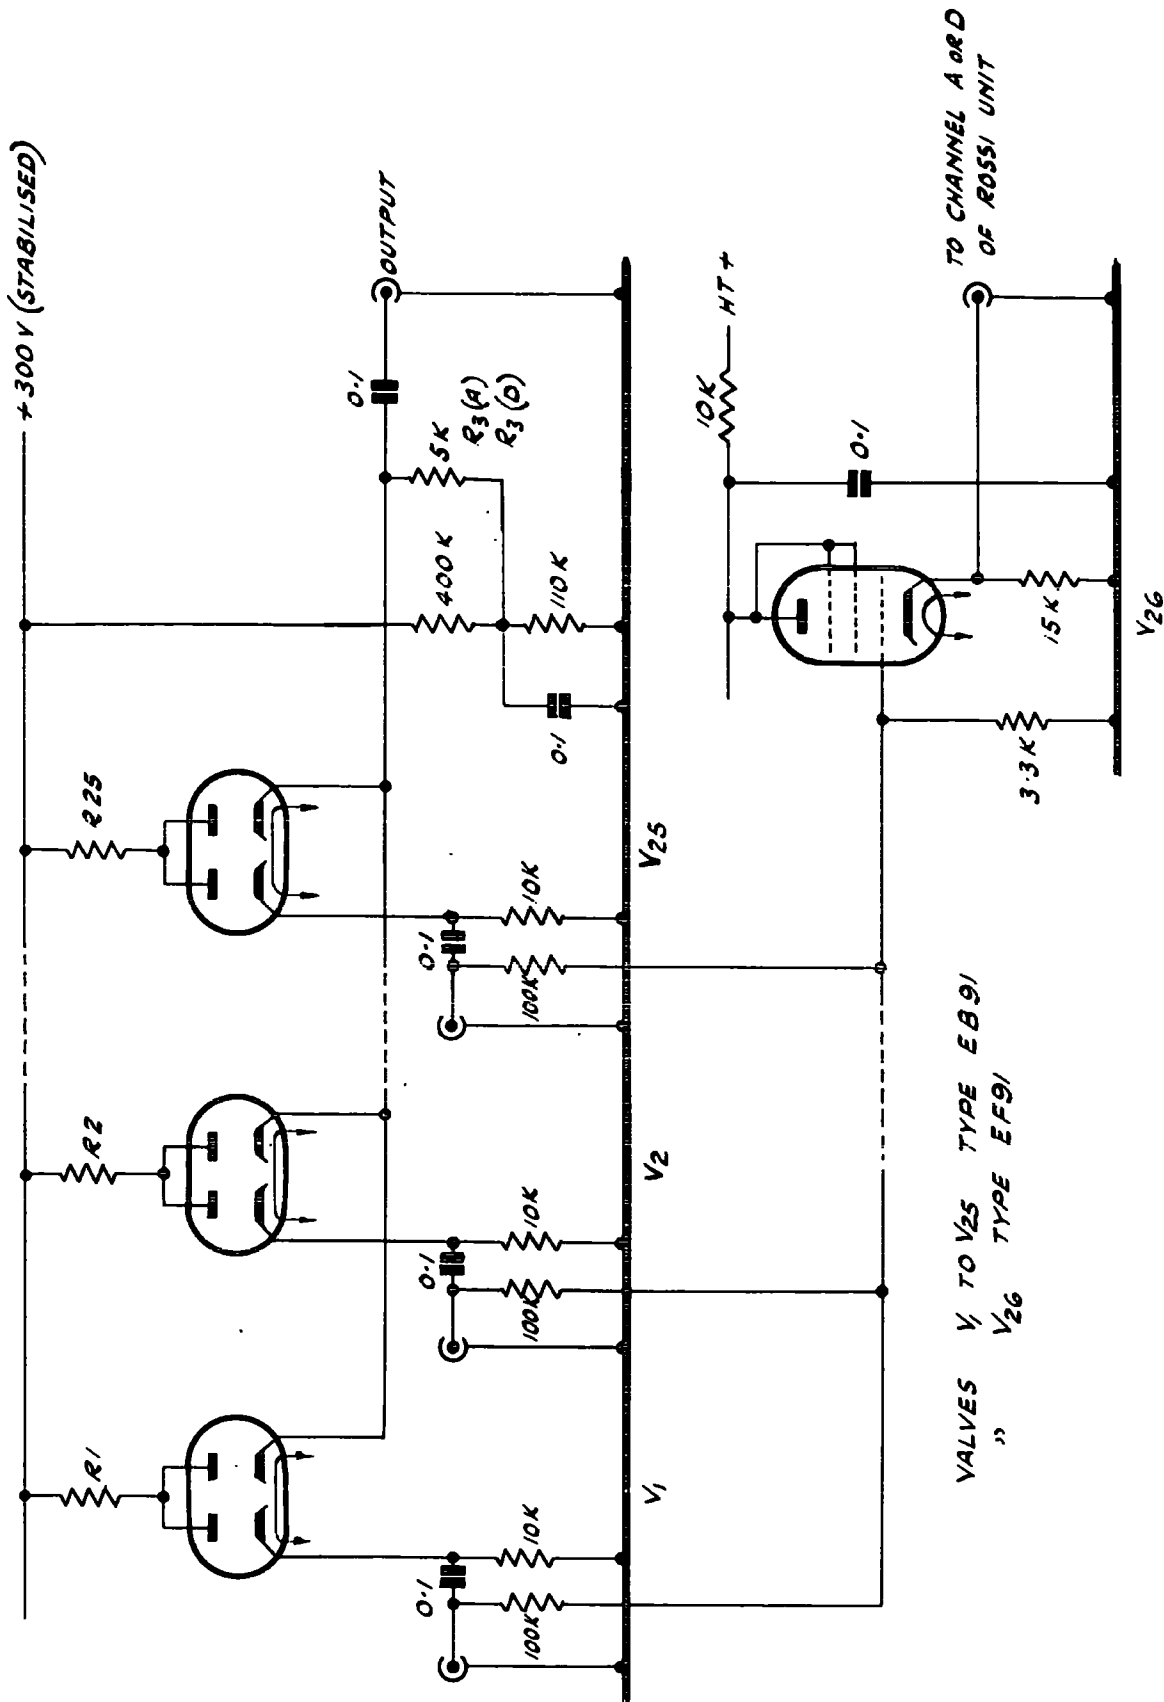 +300V (STABILISED)
R1
R2
R25
0.1
OUTPUT
400K
5K
R3(A)
R3(D)
110K
0.1
0.1
100K
10K
0.1
100K
10K
0.1
100K
10K
V1
V2
V25
10K
HT+
0.1
3.3K
15K
TO CHANNEL A OR D
OF ROSSI UNIT
V26
VALVES V1 TO V25 TYPE EB91
" V26 TYPE EF91